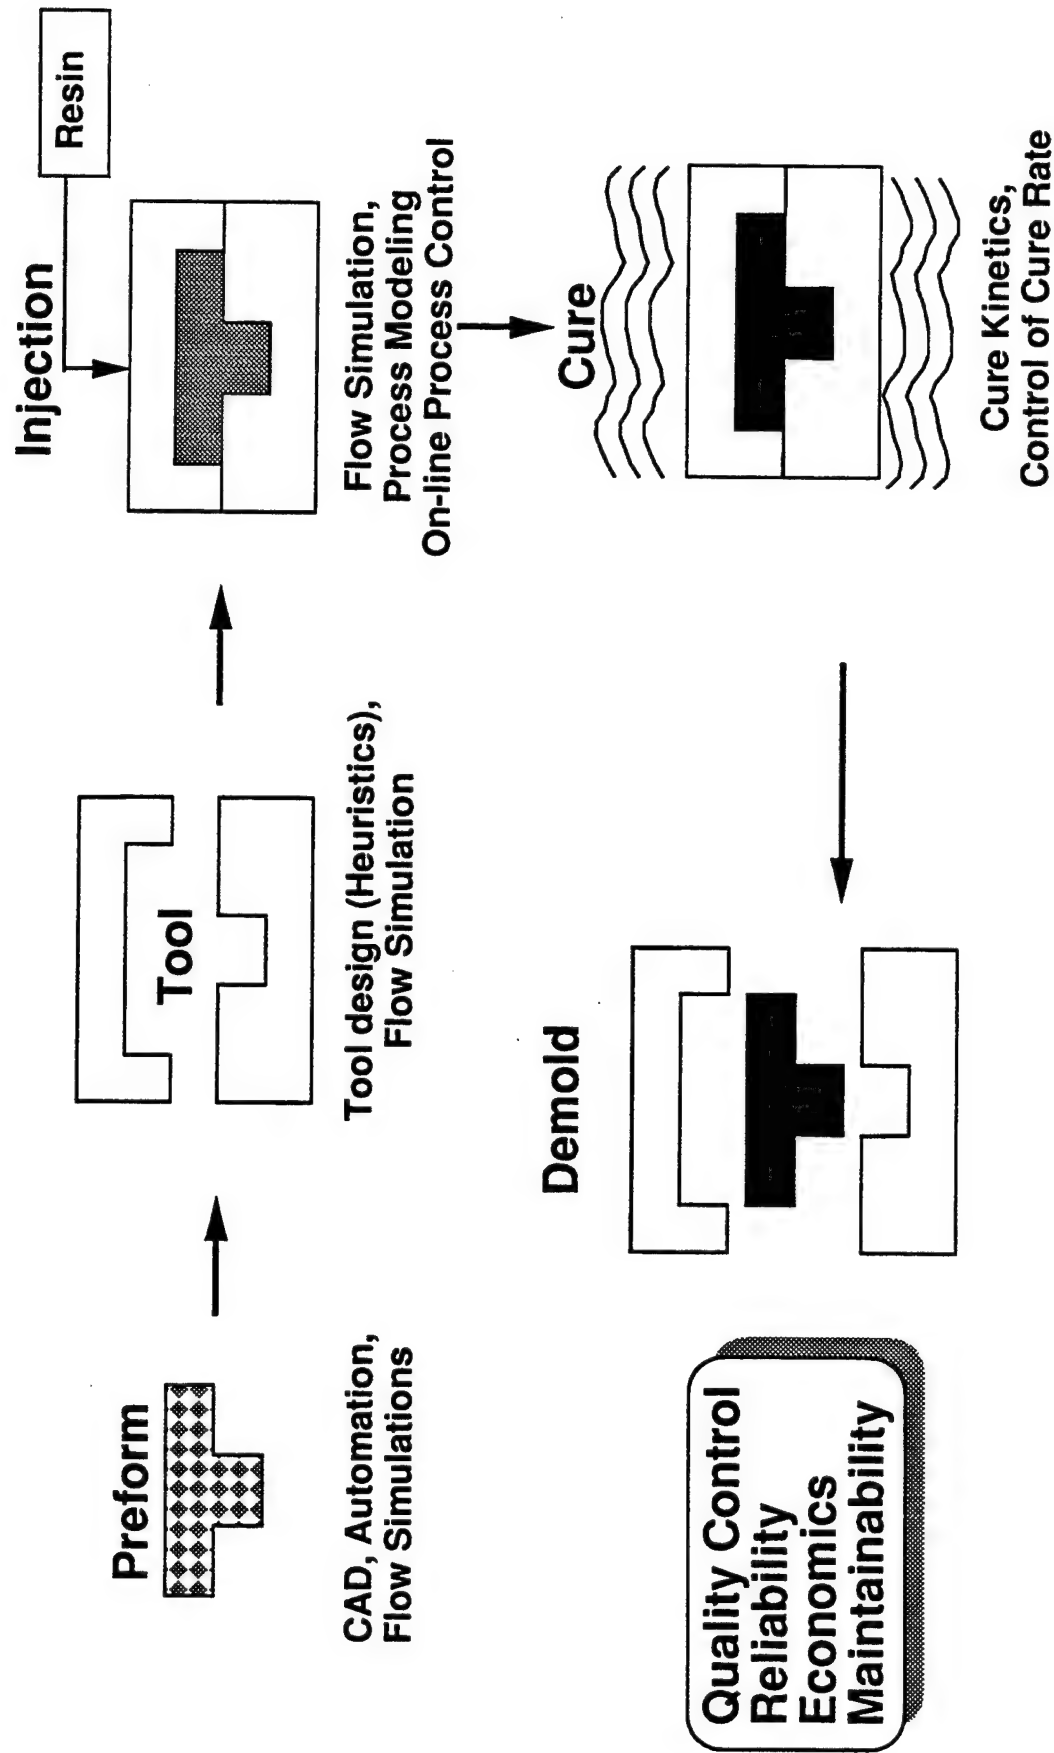 Preform
CAD, Automation,
Flow Simulations
Tool
Tool design (Heuristics),
Flow Simulation
Injection
Resin
Flow Simulation,
Process Modeling
On-line Process Control
Cure
Cure Kinetics,
Control of Cure Rate
Demold
Quality Control
Reliability
Economics
Maintainability